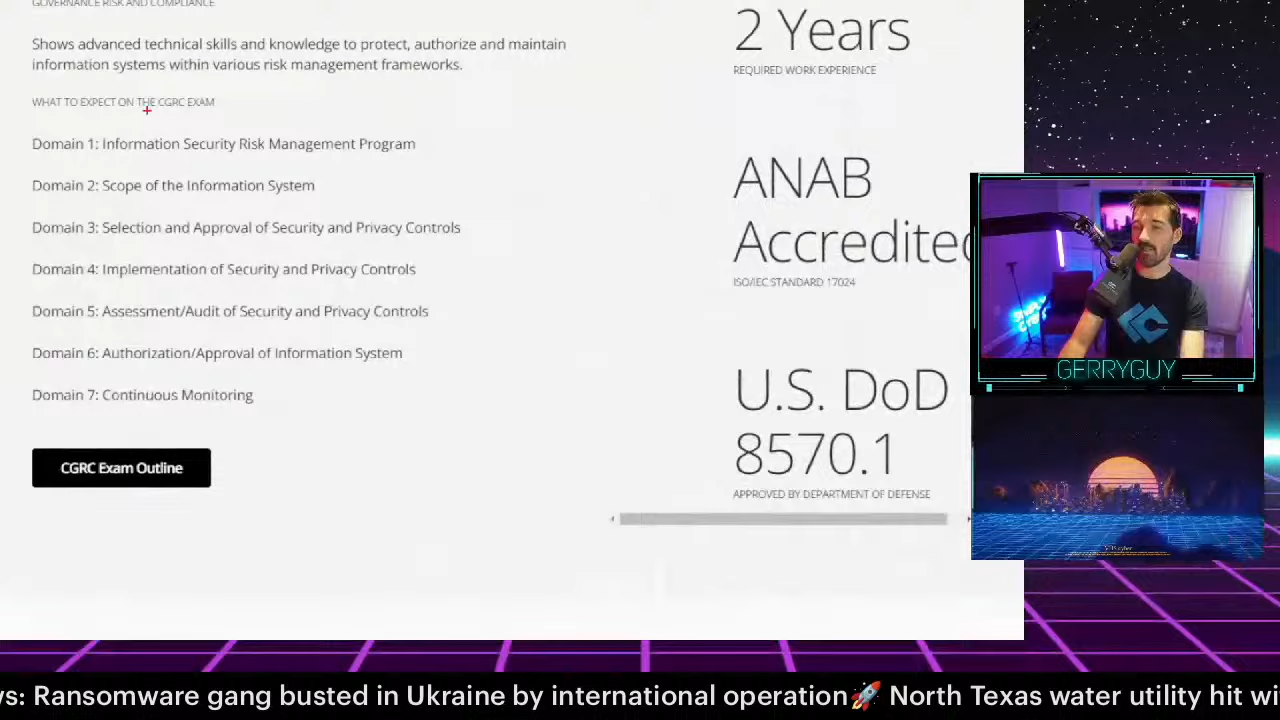 GOVERNANCE RISK AND COMPLIANCE
Shows advanced technical skills and knowledge to protect, authorize and maintain
information systems within various risk management frameworks.
WHAT TO EXPECT ON THE CGRC EXAM
Domain 1: Information Security Risk Management Program
Domain 2: Scope of the Information System
Domain 3: Selection and Approval of Security and Privacy Controls
Domain 4: Implementation of Security and Privacy Controls
Domain 5: Assessment/Audit of Security and Privacy Controls
Domain 6: Authorization/Approval of Information System
Domain 7: Continuous Monitoring
CGRC Exam Outline
2 Years
REQUIRED WORK EXPERIENCE
ANAB
Accredited
ISO/IEC STANDARD 17024
U.S. DoD
8570.1
APPROVED BY DEPARTMENT OF DEFENSE
GERRYGUY
ws: Ransomware gang busted in Ukraine by international operation🚀 North Texas water utility hit wi